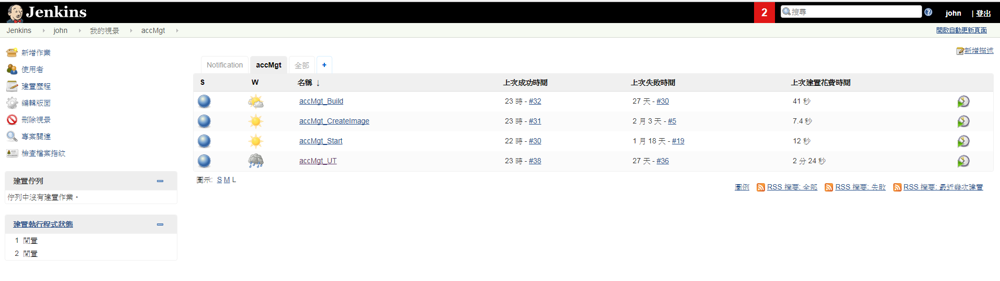 Jenkins
2
搜尋
john
| 登出
Jenkins
john
我的視景
accMgt
開啟自動更新頁面
新增作業
使用者
建置歷程
編輯版面
刪除視景
專案關連
檢查檔案指紋
建置佇列
佇列中沒有建置作業。
建置執行程式狀態
1 閒置
2 閒置
新增描述
Notification accMgt 全部 +
S W 名稱 ↓ 上次成功時間 上次失敗時間 上次建置花費時間
accMgt_Build 23 時 - #32 27 天 - #30 41 秒
accMgt_CreateImage 23 時 - #31 2 月 3 天 - #5 7.4 秒
accMgt_Start 22 時 - #30 1 月 18 天 - #19 12 秒
accMgt_UT 23 時 - #38 27 天 - #36 2 分 24 秒
圖示: S M L
圖例 RSS 摘要: 全部 RSS 摘要: 失敗 RSS 摘要: 最近幾次建置